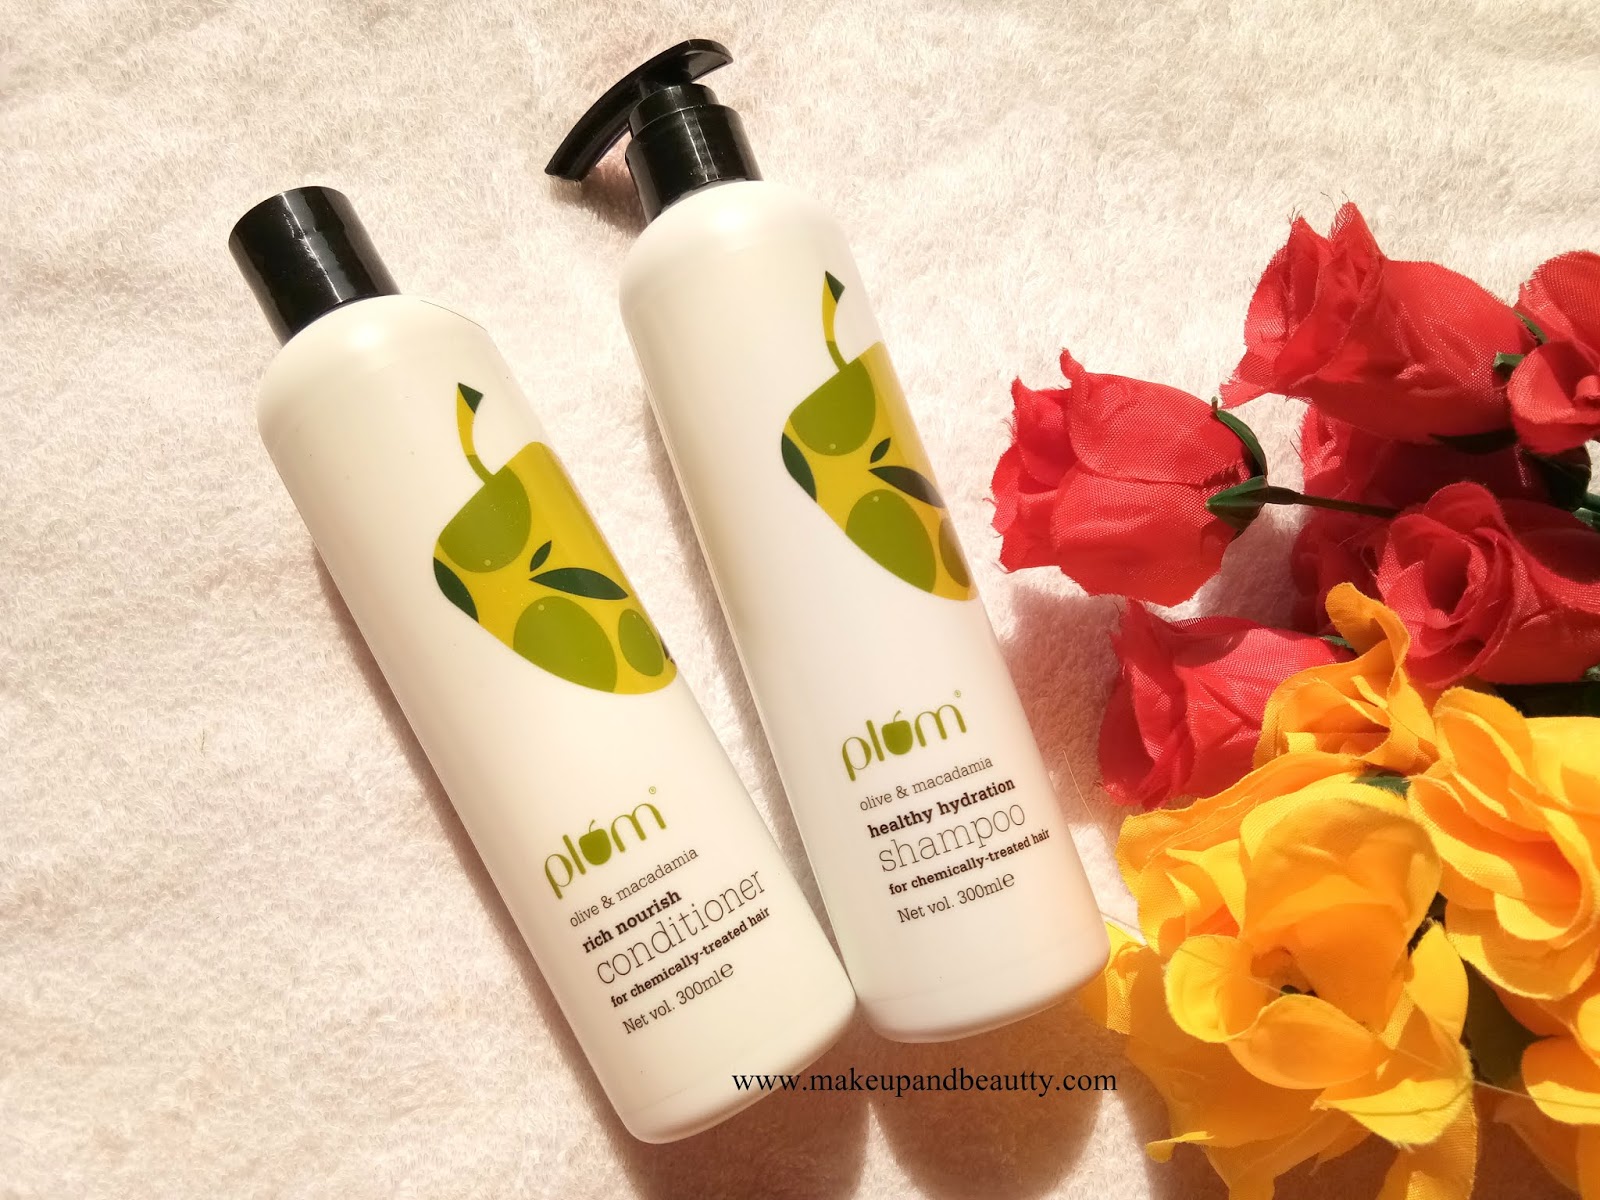 plum®
olive & macadamia
rich nourish
conditioner
for chemically-treated hair
Net vol. 300ml℮
plum®
olive & macadamia
healthy hydration
shampoo
for chemically-treated hair
Net vol. 300ml℮
www.makeupandbeautty.com